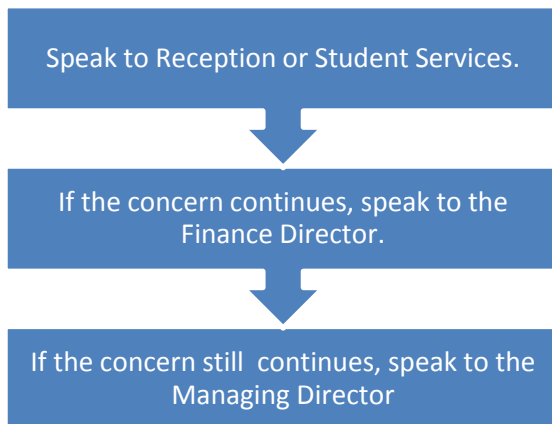 Speak to Reception or Student Services.
If the concern continues, speak to the
Finance Director.
If the concern still  continues, speak to the
Managing Director